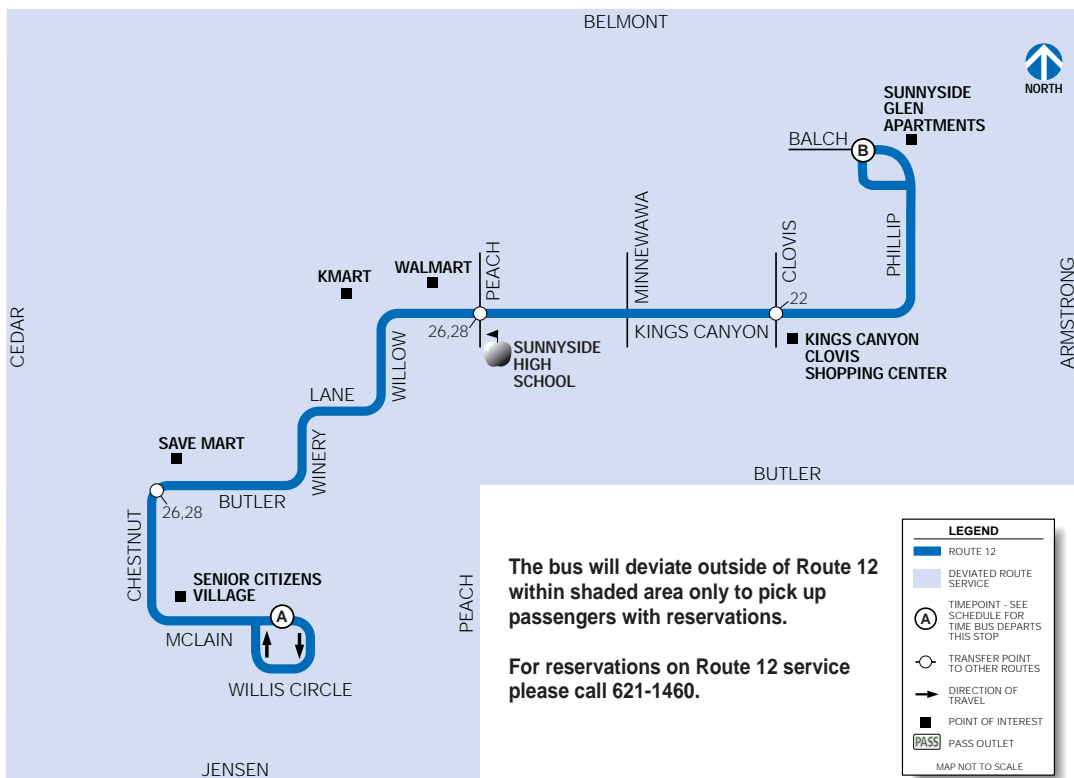 BELMONT
NORTH
SUNNYSIDE
GLEN
APARTMENTS
BALCH
B
PHILLIP
CLOVIS
MINNEWAWA
PEACH
WALMART
KMART
22
26,28
KINGS CANYON
KINGS CANYON
CLOVIS
SHOPPING CENTER
SUNNYSIDE
HIGH
SCHOOL
CEDAR
ARMSTRONG
WILLOW
LANE
WINERY
SAVE MART
BUTLER
BUTLER
26,28
CHESTNUT
SENIOR CITIZENS
VILLAGE
A
MCLAIN
WILLIS CIRCLE
PEACH
JENSEN
The bus will deviate outside of Route 12
within shaded area only to pick up
passengers with reservations.
For reservations on Route 12 service
please call 621-1460.
LEGEND
ROUTE 12
DEVIATED ROUTE
SERVICE
A
TIMEPOINT - SEE
SCHEDULE FOR
TIME BUS DEPARTS
THIS STOP
TRANSFER POINT
TO OTHER ROUTES
DIRECTION OF
TRAVEL
POINT OF INTEREST
PASS
PASS OUTLET
MAP NOT TO SCALE